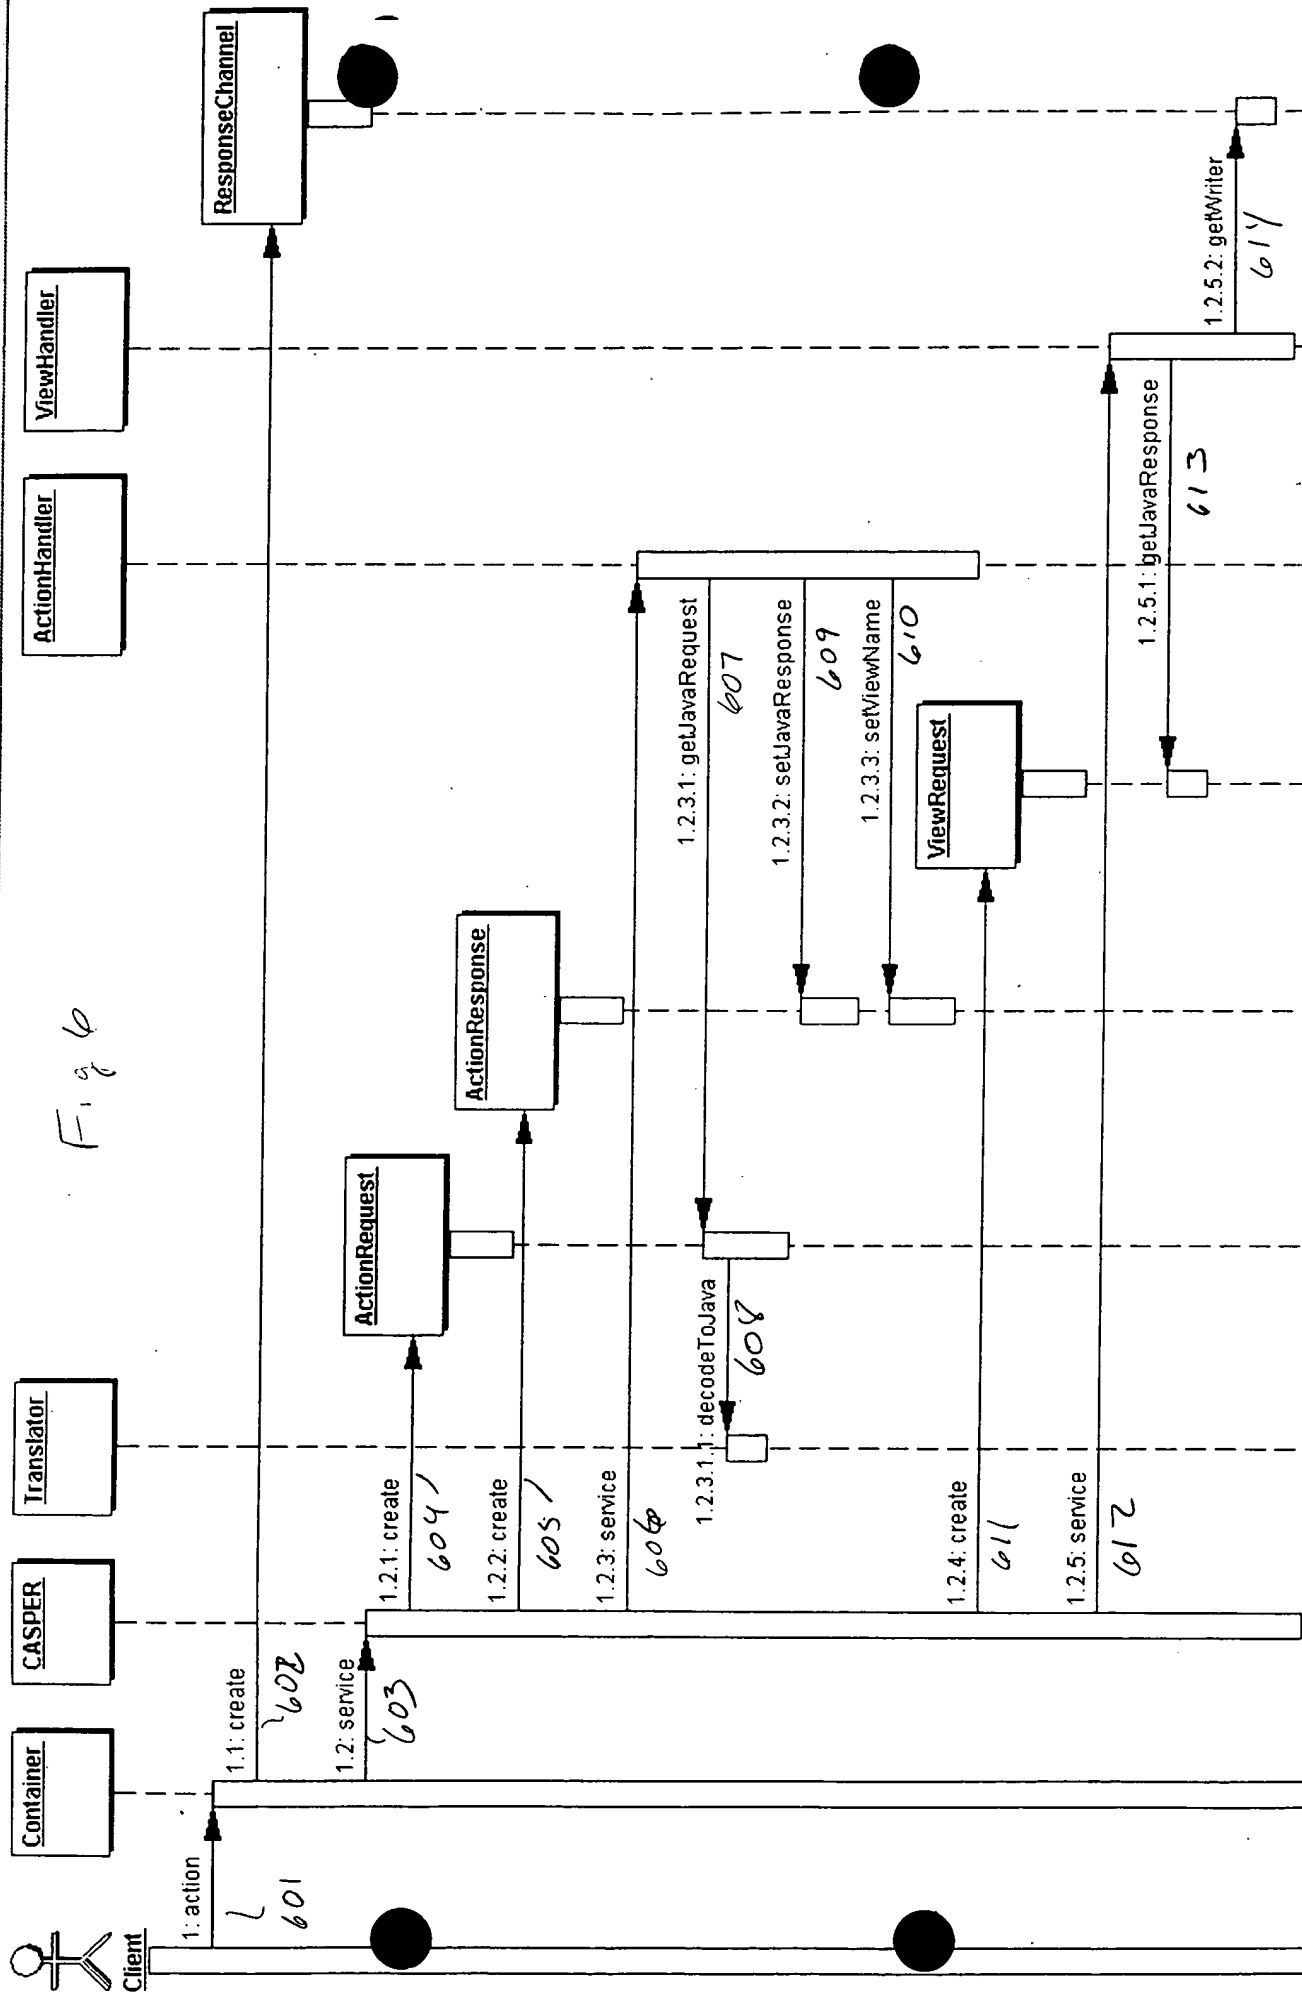 Fig 6
Client
Container
CASPER
Translator
ActionRequest
ActionResponse
ViewRequest
ActionHandler
ViewHandler
ResponseChannel
1: action
601
1.1: create
602
1.2: service
603
1.2.1: create
604
1.2.2: create
605
1.2.3: service
606
1.2.3.1: getJavaRequest
607
1.2.3.1.1: decodeToJava
608
1.2.3.2: setJavaResponse
609
1.2.3.3: setViewName
610
1.2.4: create
611
1.2.5: service
612
1.2.5.1: getJavaResponse
613
1.2.5.2: getWriter
614